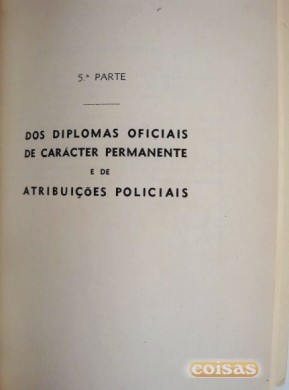 5.ª PARTE
DOS DIPLOMAS OFICIAIS
DE CARÁCTER PERMANENTE
E DE
ATRIBUIÇÕES POLICIAIS
coisas